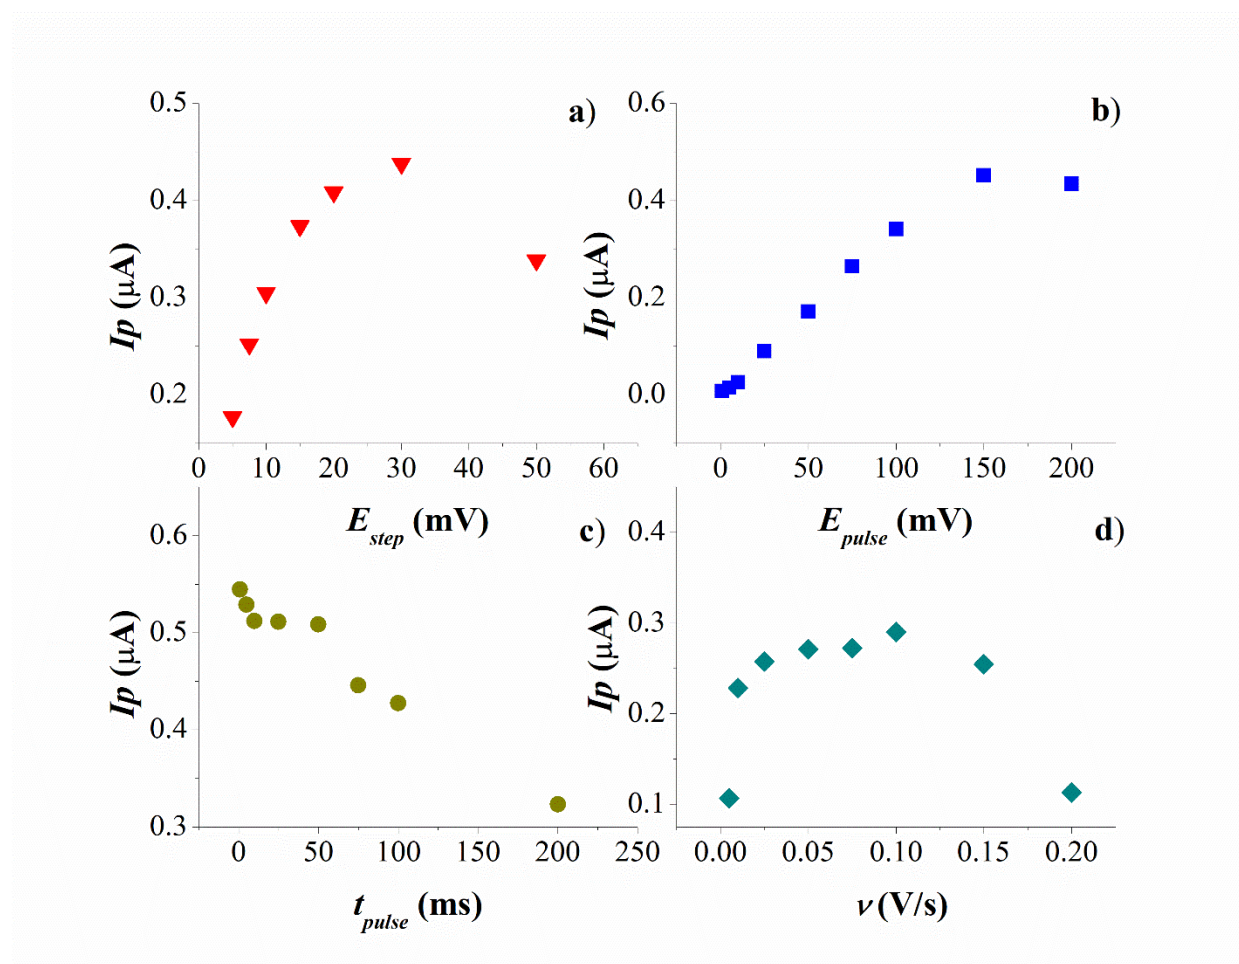 a)
0.5
0.4
0.3
0.2
Ip (μA)
0 10 20 30 40 50 60
E step (mV)
b)
0.6
0.4
0.2
0.0
Ip (μA)
0 50 100 150 200
E pulse (mV)
c)
0.6
0.5
0.4
0.3
Ip (μA)
0 50 100 150 200 250
t pulse (ms)
d)
0.4
0.3
0.2
0.1
Ip (μA)
0.00 0.05 0.10 0.15 0.20
ν (V/s)